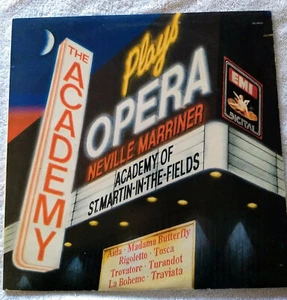 THE
ACADEMY
Plays
OPERA
NEVILLE MARRINER
ACADEMY OF
ST.MARTIN-IN-THE-FIELDS
EMI
DIGITAL
Aida · Madama Butterfly
Rigoletto · Tosca
Trovatore · Turandot
La Boheme · Traviata